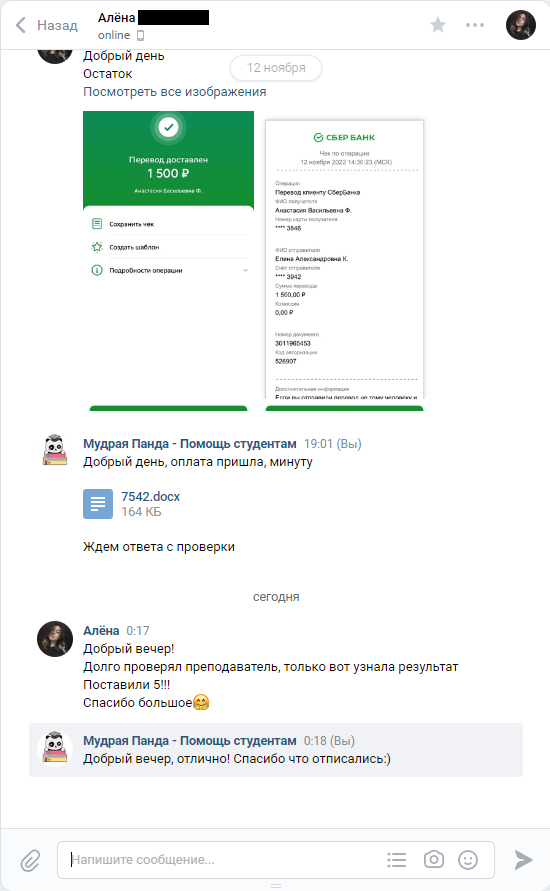 Назад
Алёна
online
Добрый день
12 ноября
Остаток
Посмотреть все изображения
Перевод доставлен
1 500 ₽
Анастасия Васильевна Ф.
Сохранить чек
Создать шаблон
Подробности операции
СБЕР БАНК
Чек по операции
12 ноября 2022 14:30:23 (МСК)
Операция
Перевод клиенту СберБанка
ФИО получателя
Анастасия Васильевна Ф.
Номер карты получателя
**** 3846
ФИО отправителя
Елена Александровна К.
Счёт отправителя
**** 3942
Сумма перевода
1 500,00 ₽
Комиссия
0,00 ₽
Номер документа
3011965453
Код авторизации
526907
Дополнительная информация
Если вы отправили перевод не тому человеку и
Мудрая Панда - Помощь студентам 19:01 (Вы)
Добрый день, оплата пришла, минуту
7542.docx
164 КБ
Ждем ответа с проверки
сегодня
Алёна 0:17
Добрый вечер!
Долго проверял преподаватель, только вот узнала результат
Поставили 5!!!
Спасибо большое🤗
Мудрая Панда - Помощь студентам 0:18 (Вы)
Добрый вечер, отлично! Спасибо что отписались:)
Напишите сообщение...